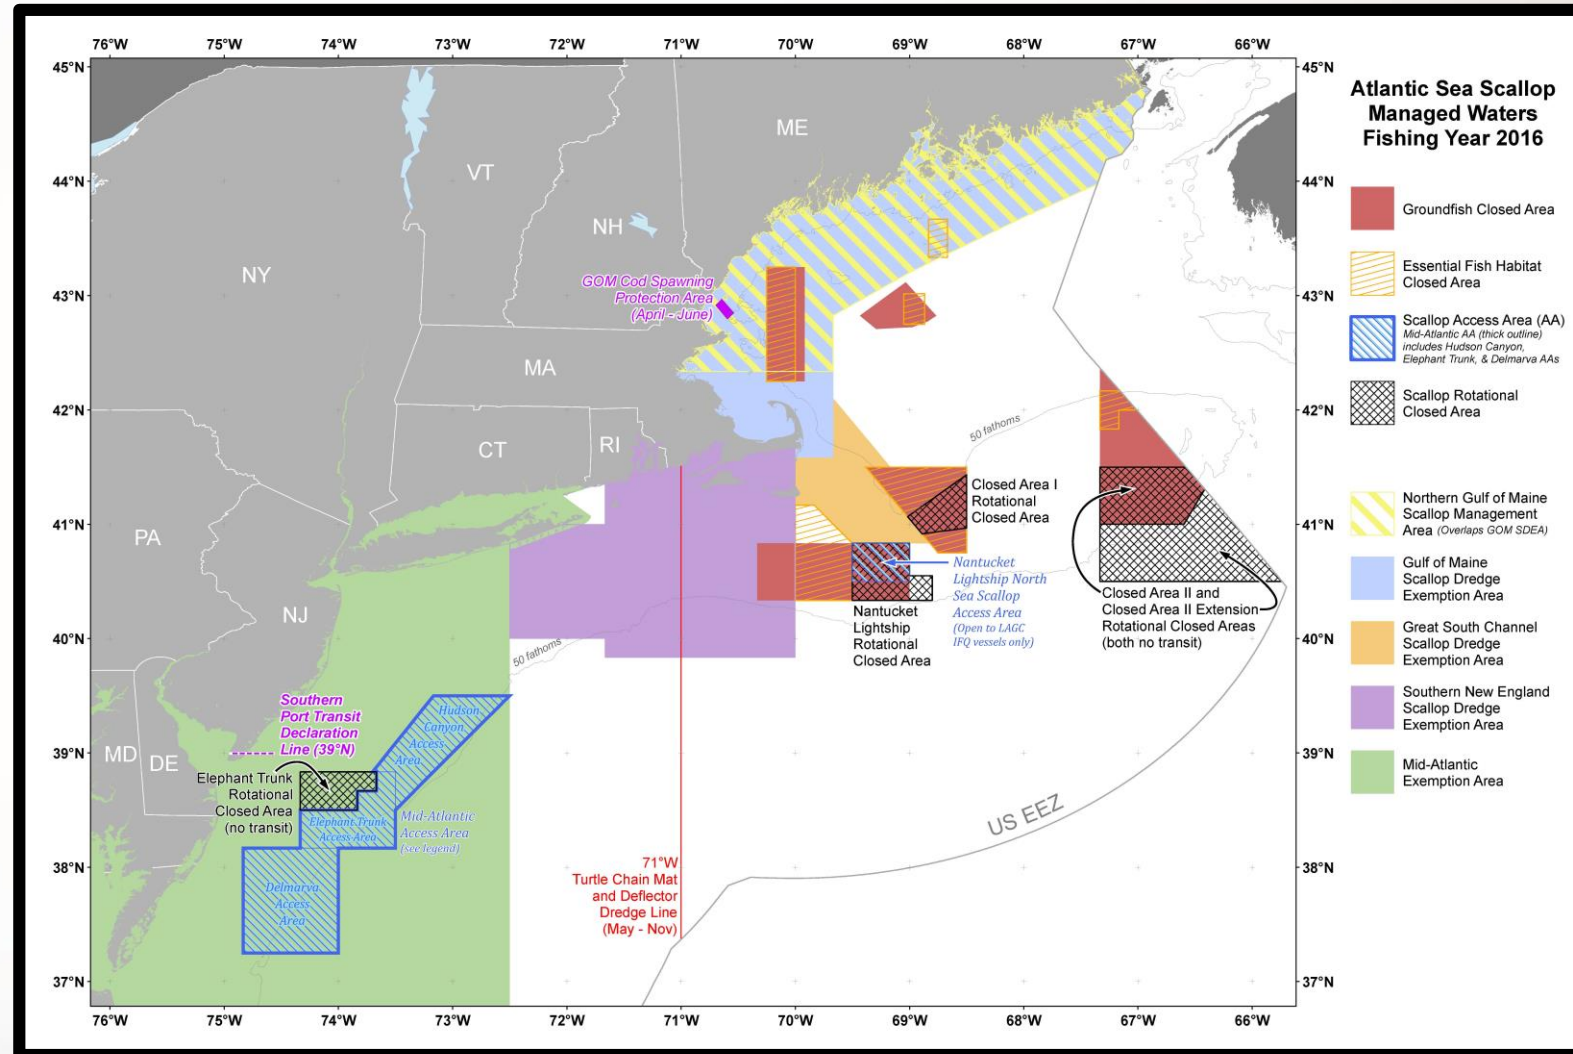 76°W 75°W 74°W 73°W 72°W 71°W 70°W 69°W 68°W 67°W 66°W
45°N 45°N
44°N 44°N
43°N 43°N
42°N 42°N
41°N 41°N
40°N 40°N
39°N 39°N
38°N 38°N
37°N 37°N
76°W 75°W 74°W 73°W 72°W 71°W 70°W 69°W 68°W 67°W 66°W
ME
VT
NH
NY
MA
CT
RI
PA
NJ
MD
DE
GOM Cod Spawning
Protection Area
(April - June)
50 fathoms
Closed Area I
Rotational
Closed Area
Nantucket
Lightship North
Sea Scallop
Access Area
(Open to LAGC
IFQ vessels only)
Nantucket
Lightship
Rotational
Closed Area
Closed Area II and
Closed Area II Extension
Rotational Closed Areas
(both no transit)
50 fathoms
Southern
Port Transit
Declaration
Line (39°N)
Hudson
Canyon
Access
Area
Elephant Trunk
Rotational
Closed Area
(no transit)
Elephant Trunk
Access Area
Mid-Atlantic
Access Area
(see legend)
Delmarva
Access
Area
71°W
Turtle Chain Mat
and Deflector
Dredge Line
(May - Nov)
US EEZ
Atlantic Sea Scallop
Managed Waters
Fishing Year 2016
Groundfish Closed Area
Essential Fish Habitat
Closed Area
Scallop Access Area (AA)
Mid-Atlantic AA (thick outline)
includes Hudson Canyon,
Elephant Trunk, & Delmarva AAs
Scallop Rotational
Closed Area
Northern Gulf of Maine
Scallop Management
Area (Overlaps GOM SDEA)
Gulf of Maine
Scallop Dredge
Exemption Area
Great South Channel
Scallop Dredge
Exemption Area
Southern New England
Scallop Dredge
Exemption Area
Mid-Atlantic
Exemption Area